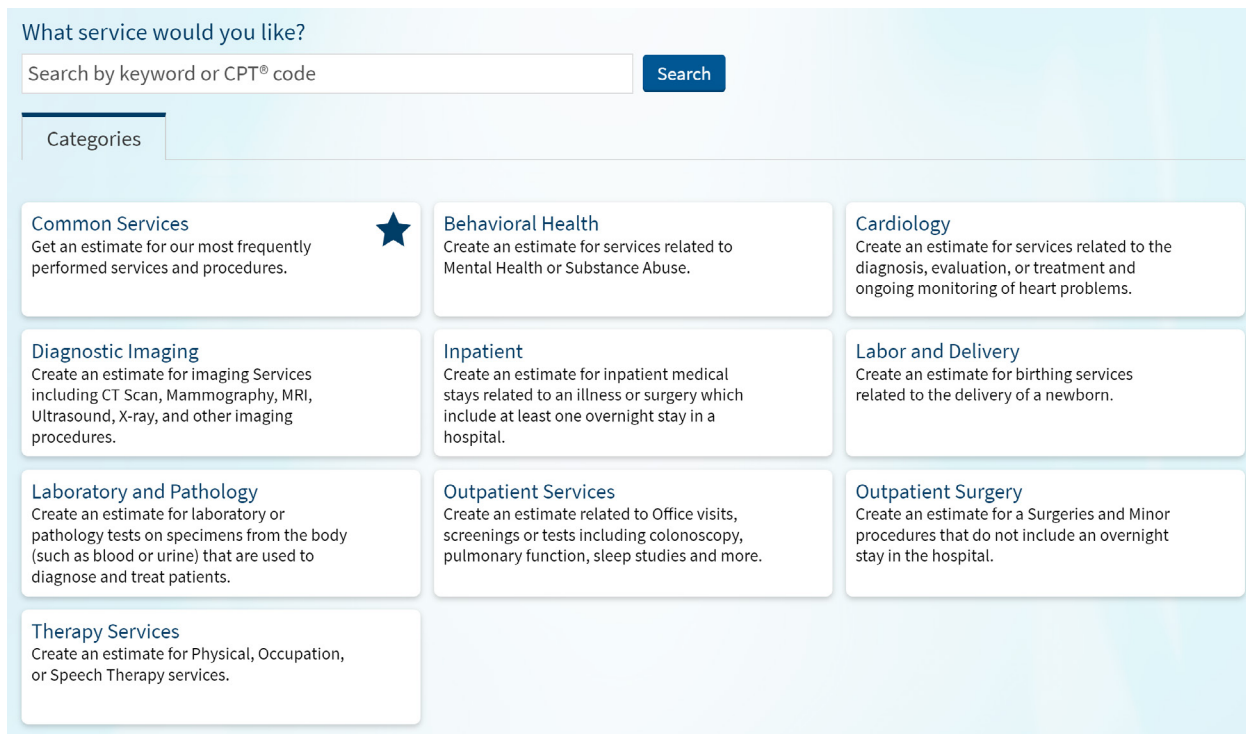 What service would you like?
Search by keyword or CPT® code
Search
Categories
Common Services
Get an estimate for our most frequently
performed services and procedures.
Behavioral Health
Create an estimate for services related to
Mental Health or Substance Abuse.
Cardiology
Create an estimate for services related to the
diagnosis, evaluation, or treatment and
ongoing monitoring of heart problems.
Diagnostic Imaging
Create an estimate for imaging Services
including CT Scan, Mammography, MRI,
Ultrasound, X-ray, and other imaging
procedures.
Inpatient
Create an estimate for inpatient medical
stays related to an illness or surgery which
include at least one overnight stay in a
hospital.
Labor and Delivery
Create an estimate for birthing services
related to the delivery of a newborn.
Laboratory and Pathology
Create an estimate for laboratory or
pathology tests on specimens from the body
(such as blood or urine) that are used to
diagnose and treat patients.
Outpatient Services
Create an estimate related to Office visits,
screenings or tests including colonoscopy,
pulmonary function, sleep studies and more.
Outpatient Surgery
Create an estimate for a Surgeries and Minor
procedures that do not include an overnight
stay in the hospital.
Therapy Services
Create an estimate for Physical, Occupation,
or Speech Therapy services.